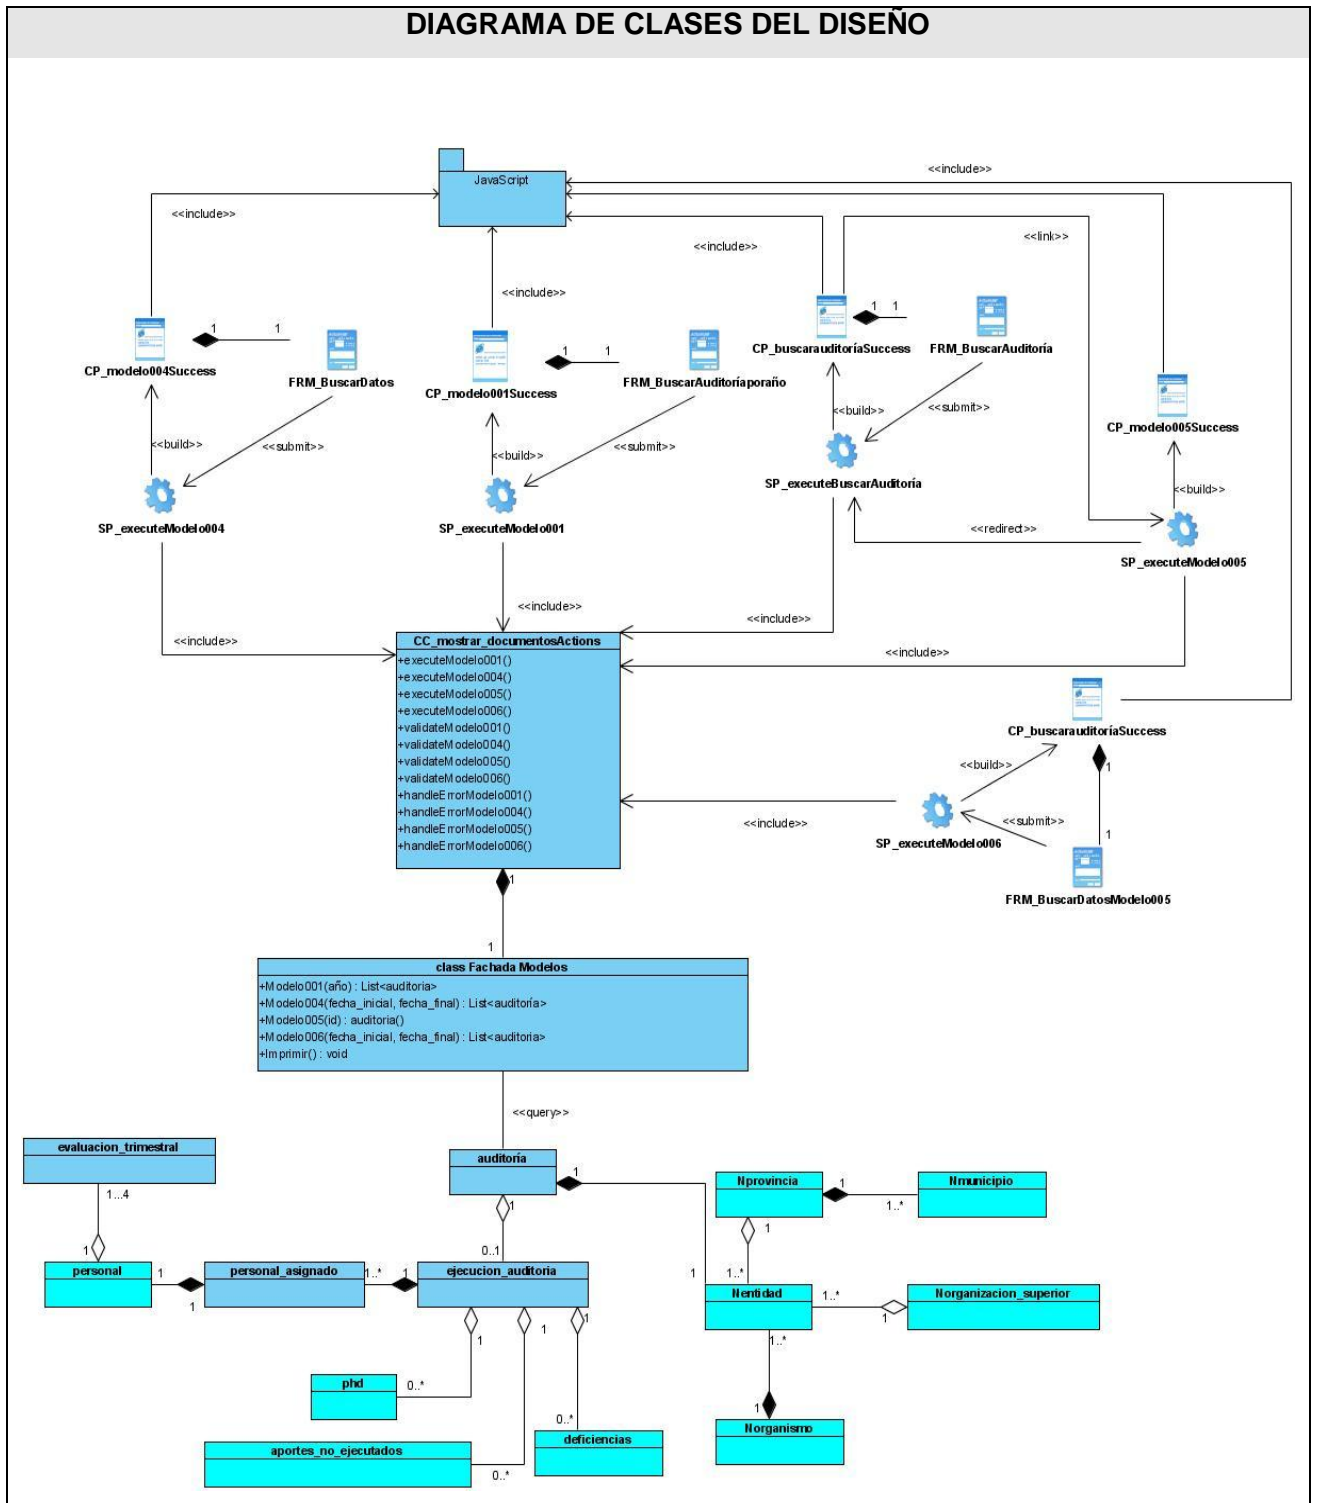 DIAGRAMA DE CLASES DEL DISEÑO
<<include>>
JavaScript
<<include>>
<<link>>
<<include>>
<<include>>
1
1
1
1
1
1
CP_buscarauditoríaSuccess
FRM_BuscarAuditoría
CP_modelo004Success
FRM_BuscarDatos
CP_modelo001Success
FRM_BuscarAuditoríaporaño
CP_modelo005Success
<<build>>
<<submit>>
<<build>>
<<submit>>
<<build>>
<<submit>>
SP_executeBuscarAuditoría
<<build>>
SP_executeModelo004
SP_executeModelo001
<<redirect>>
SP_executeModelo005
<<include>>
<<include>>
<<include>>
<<include>>
CC_mostrar_documentosActions
+executeModelo001()
+executeModelo004()
+executeModelo005()
+executeModelo006()
+validateModelo001()
+validateModelo004()
+validateModelo005()
+validateModelo006()
+handleErrorModelo001()
+handleErrorModelo004()
+handleErrorModelo005()
+handleErrorModelo006()
CP_buscarauditoríaSuccess
<<build>>
1
<<include>>
<<submit>>
1
SP_executeModelo006
FRM_BuscarDatosModelo005
1
1
class Fachada Modelos
+Modelo001(año) : List<auditoria>
+Modelo004(fecha_inicial, fecha_final) : List<auditoría>
+Modelo005(id) : auditoria()
+Modelo006(fecha_inicial, fecha_final) : List<auditoria>
+Imprimir() : void
<<query>>
evaluacion_trimestral
auditoría
1
Nprovincia
1
Nmunicipio
1...4
1
1..*
1
1
0..1
1
1..*
personal
1
personal_asignado
1..*
1
ejecucion_auditoria
1
Nentidad
1..*
1
Norganizacion_superior
1
1
1
1..*
phd
0..*
1
0..*
deficiencias
Norganismo
aportes_no_ejecutados
0..*